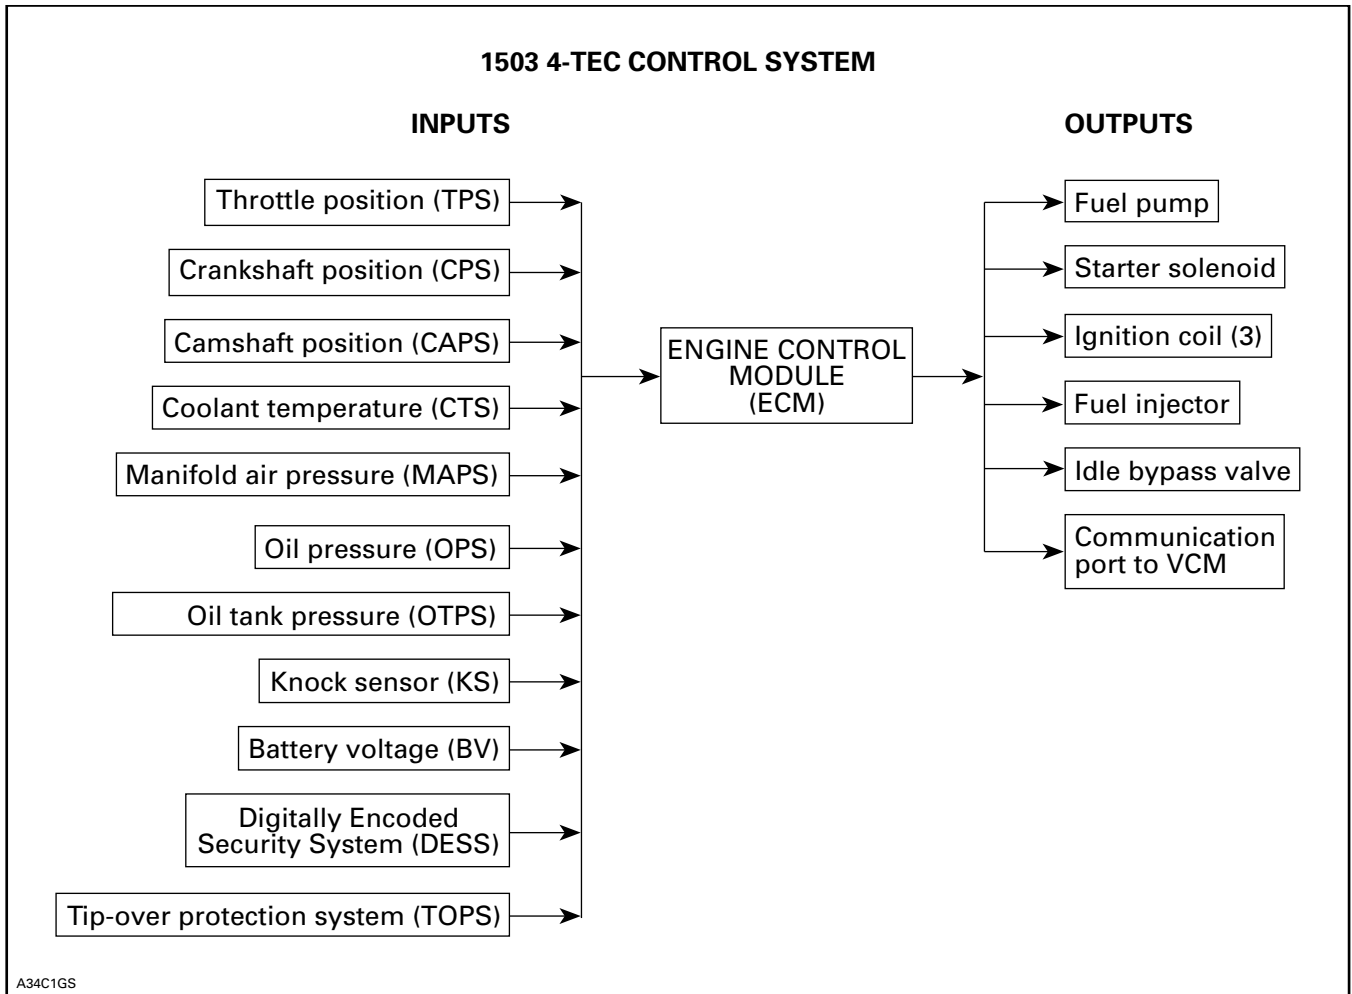 1503 4-TEC CONTROL SYSTEM
INPUTS
Throttle position (TPS)
Crankshaft position (CPS)
Camshaft position (CAPS)
Coolant temperature (CTS)
Manifold air pressure (MAPS)
Oil pressure (OPS)
Oil tank pressure (OTPS)
Knock sensor (KS)
Battery voltage (BV)
Digitally Encoded
Security System (DESS)
Tip-over protection system (TOPS)
ENGINE CONTROL
MODULE
(ECM)
OUTPUTS
Fuel pump
Starter solenoid
Ignition coil (3)
Fuel injector
Idle bypass valve
Communication
port to VCM
A34C1GS